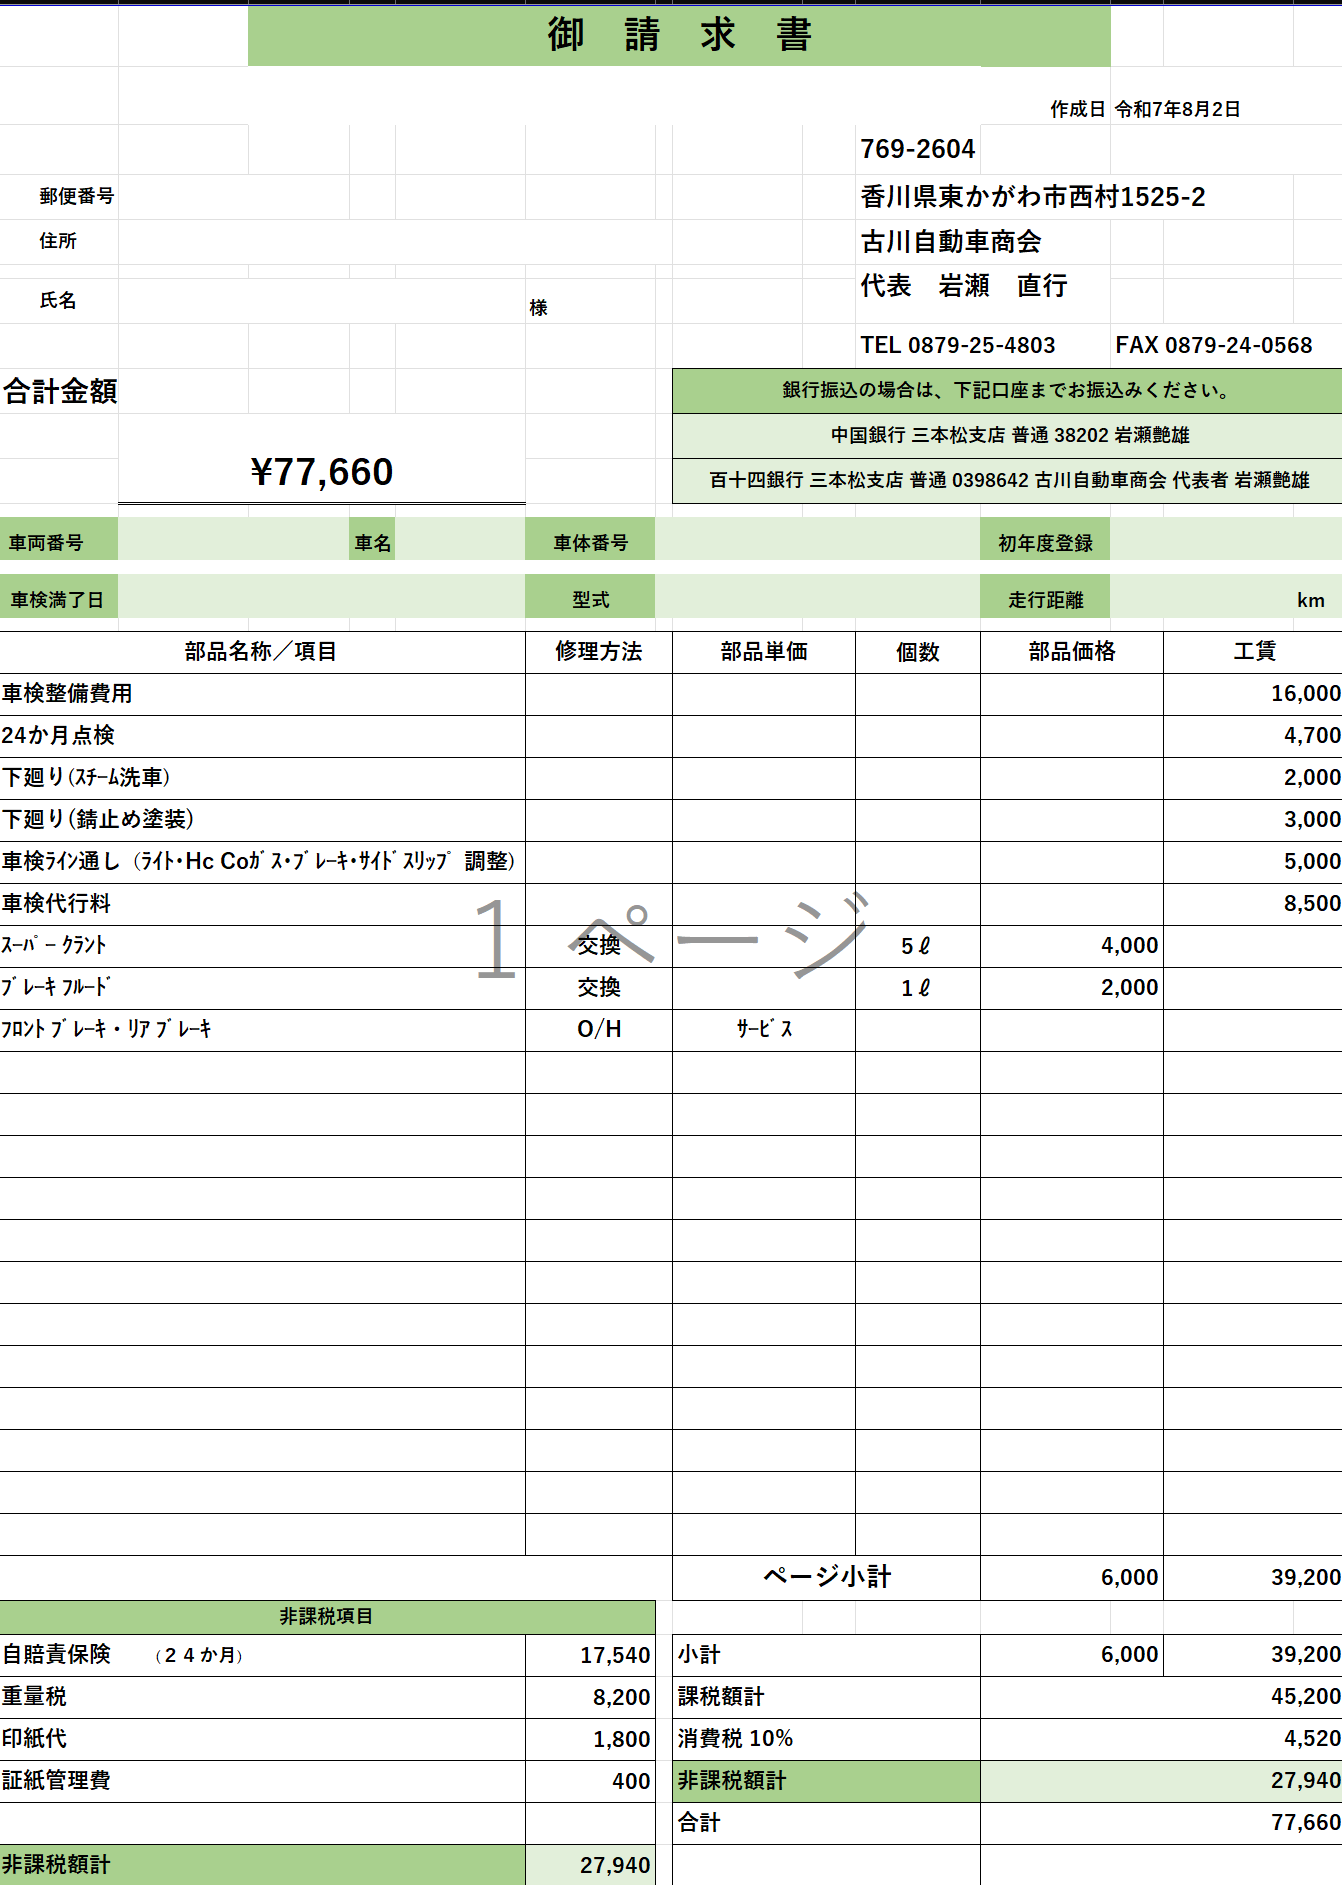 御 請 求 書
作成日 令和7年8月2日
769-2604
郵便番号 香川県東かがわ市西村1525-2
住所 古川自動車商会
代表 岩瀬 直行
氏名 様
TEL 0879-25-4803 FAX 0879-24-0568
合計金額 銀行振込の場合は、下記口座までお振込みください。
中国銀行 三本松支店 普通 38202 岩瀬艶雄
¥77,660 百十四銀行 三本松支店 普通 0398642 古川自動車商会 代表者 岩瀬艶雄
車両番号 車名 車体番号 初年度登録
車検満了日 型式 走行距離 km
部品名称／項目 修理方法 部品単価 個数 部品価格 工賃
車検整備費用 16,000
24か月点検 4,700
下廻り(ｽﾁｰﾑ洗車) 2,000
下廻り(錆止め塗装) 3,000
車検ﾗｲﾝ通し（ﾗｲﾄ･Hc Coｶﾞｽ･ﾌﾞﾚｰｷ･ｻｲﾄﾞｽﾘｯﾌﾟ 調整) 5,000
車検代行料 8,500
1 ページ
ｽｰﾊﾟｰｸﾗﾝﾄ 交換 5ℓ 4,000
ﾌﾞﾚｰｷﾌﾙｰﾄﾞ 交換 1ℓ 2,000
ﾌﾛﾝﾄﾌﾞﾚｰｷ・ﾘｱﾌﾞﾚｰｷ O/H ｻｰﾋﾞｽ
ページ小計 6,000 39,200
非課税項目
自賠責保険 （２４か月） 17,540 小計 6,000 39,200
重量税 8,200 課税額計 45,200
印紙代 1,800 消費税 10% 4,520
証紙管理費 400 非課税額計 27,940
合計 77,660
非課税額計 27,940